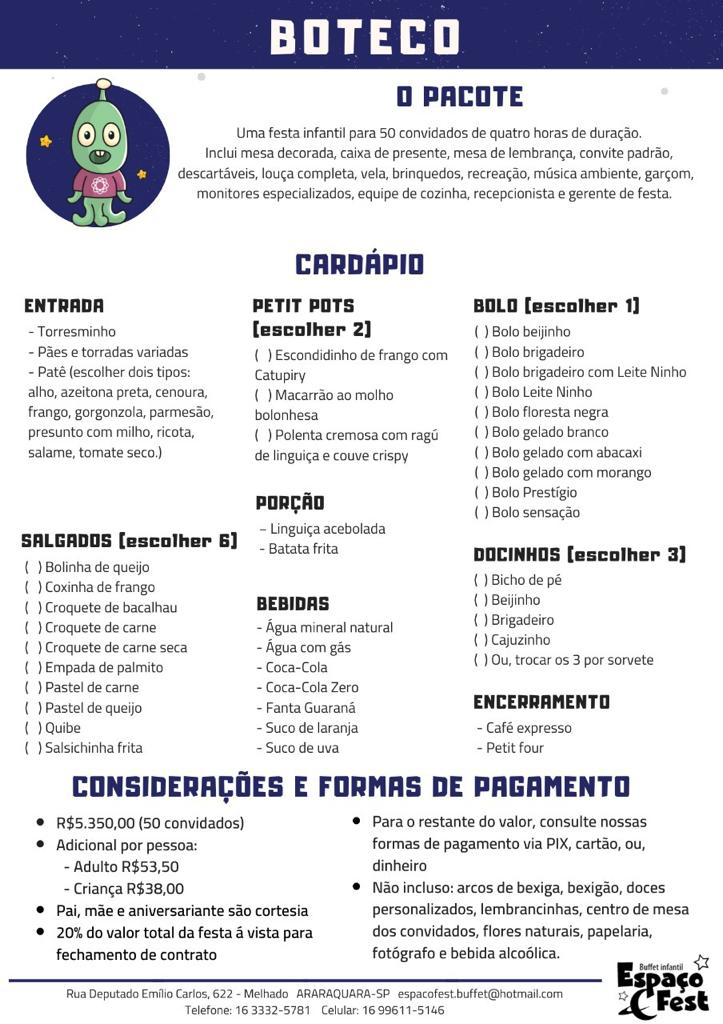 BOTECO
O PACOTE
Uma festa infantil para 50 convidados de quatro horas de duração.
Inclui mesa decorada, caixa de presente, mesa de lembrança, convite padrão,
descartáveis, louça completa, vela, brinquedos, recreação, música ambiente, garçom,
monitores especializados, equipe de cozinha, recepcionista e gerente de festa.
CARDÁPIO
ENTRADA
- Torresminho
- Pães e torradas variadas
- Patê (escolher dois tipos:
alho, azeitona preta, cenoura,
frango, gorgonzola, parmesão,
presunto com milho, ricota,
salame, tomate seco.)
SALGADOS [escolher 6]
( ) Bolinha de queijo
( ) Coxinha de frango
( ) Croquete de bacalhau
( ) Croquete de carne
( ) Croquete de carne seca
( ) Empada de palmito
( ) Pastel de carne
( ) Pastel de queijo
( ) Quibe
( ) Salsichinha frita
PETIT POTS
[escolher 2]
( ) Escondidinho de frango com
Catupiry
( ) Macarrão ao molho
bolonhesa
( ) Polenta cremosa com ragú
de linguiça e couve crispy
PORÇÃO
– Linguiça acebolada
- Batata frita
BEBIDAS
- Água mineral natural
- Água com gás
- Coca-Cola
- Coca-Cola Zero
- Fanta Guaraná
- Suco de laranja
- Suco de uva
BOLO [escolher 1]
( ) Bolo beijinho
( ) Bolo brigadeiro
( ) Bolo brigadeiro com Leite Ninho
( ) Bolo Leite Ninho
( ) Bolo floresta negra
( ) Bolo gelado branco
( ) Bolo gelado com abacaxi
( ) Bolo gelado com morango
( ) Bolo Prestígio
( ) Bolo sensação
DOCINHOS [escolher 3]
( ) Bicho de pé
( ) Beijinho
( ) Brigadeiro
( ) Cajuzinho
( ) Ou, trocar os 3 por sorvete
ENCERRAMENTO
- Café expresso
- Petit four
CONSIDERAÇÕES E FORMAS DE PAGAMENTO
• R$5.350,00 (50 convidados)
• Adicional por pessoa:
- Adulto R$53,50
- Criança R$38,00
• Pai, mãe e aniversariante são cortesia
• 20% do valor total da festa á vista para
fechamento de contrato
• Para o restante do valor, consulte nossas
formas de pagamento via PIX, cartão, ou,
dinheiro
• Não incluso: arcos de bexiga, bexigão, doces
personalizados, lembrancinhas, centro de mesa
dos convidados, flores naturais, papelaria,
fotógrafo e bebida alcoólica.
Rua Deputado Emílio Carlos, 622 - Melhado ARARAQUARA-SP espacofest.buffet@hotmail.com
Telefone: 16 3332-5781 Celular: 16 99611-5146
Buffet infantil
Espaço
Fest